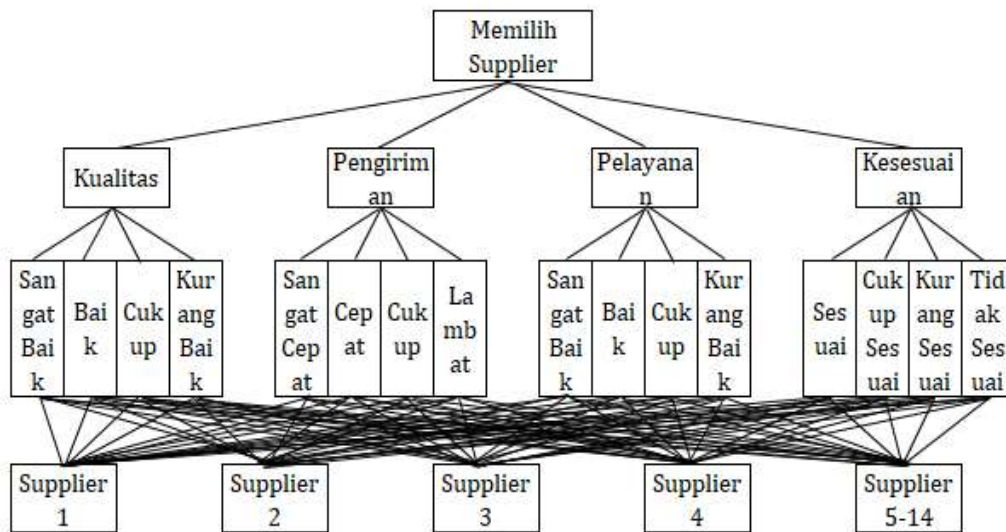 Memilih
Supplier
Kualitas
Pengirim
an
Pelayana
n
Kesesuai
an
San
gat
Bai
k
Bai
k
Cuk
up
Kur
ang
Bai
k
San
gat
Cep
at
Cep
at
Cuk
up
La
mb
at
San
gat
Bai
k
Bai
k
Cuk
up
Kur
ang
Bai
k
Ses
uai
Cuk
up
Ses
uai
Kur
ang
Ses
uai
Tid
ak
Ses
uai
Supplier
1
Supplier
2
Supplier
3
Supplier
4
Supplier
5-14